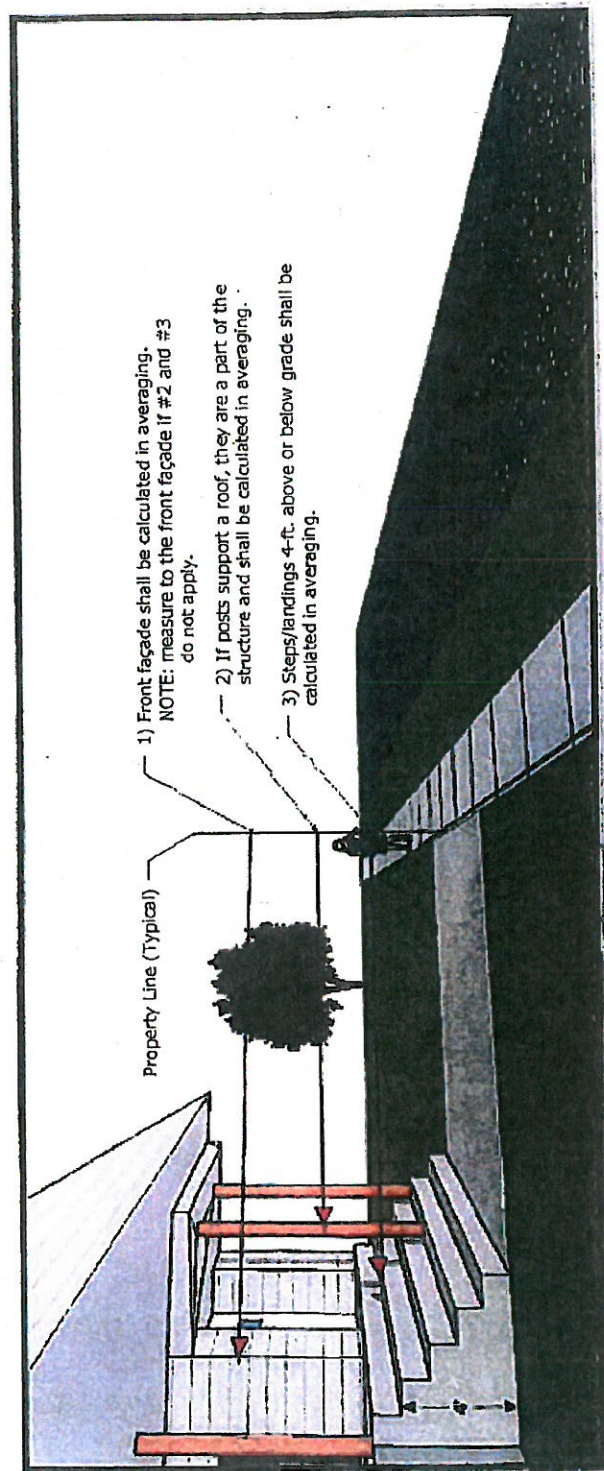 Property Line (Typical)
1) Front façade shall be calculated in averaging.
NOTE: measure to the front façade if #2 and #3
do not apply.
2) If posts support a roof, they are a part of the
structure and shall be calculated in averaging.
3) Steps/landings 4-ft. above or below grade shall be
calculated in averaging.